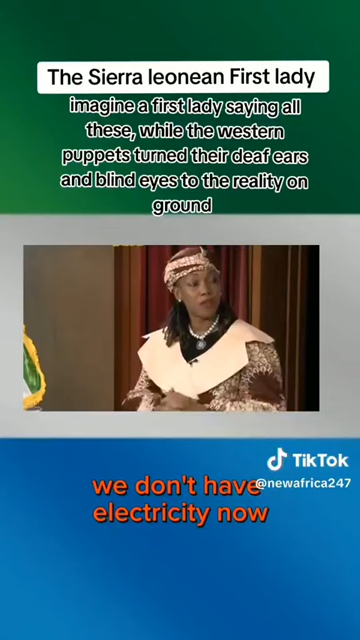 The Sierra leonean First lady
imagine a first lady saying all
these, while the western
puppets turned their deaf ears
and blind eyes to the reality on
ground
TikTok
@newafrica247
we don't have
electricity now